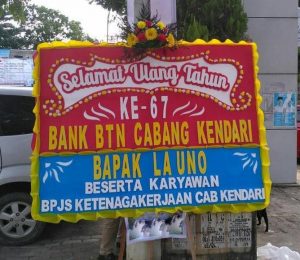 Selamat Ulang Tahun
KE-67
BANK BTN CABANG KENDARI
BAPAK LA UNO
BESERTA KARYAWAN
BPJS KETENAGAKERJAAN CAB KENDARI